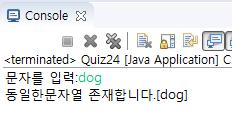 Console
<terminated> Quiz24 [Java Application] C
문자를 입력:dog
동일한문자열 존재합니다.[dog]